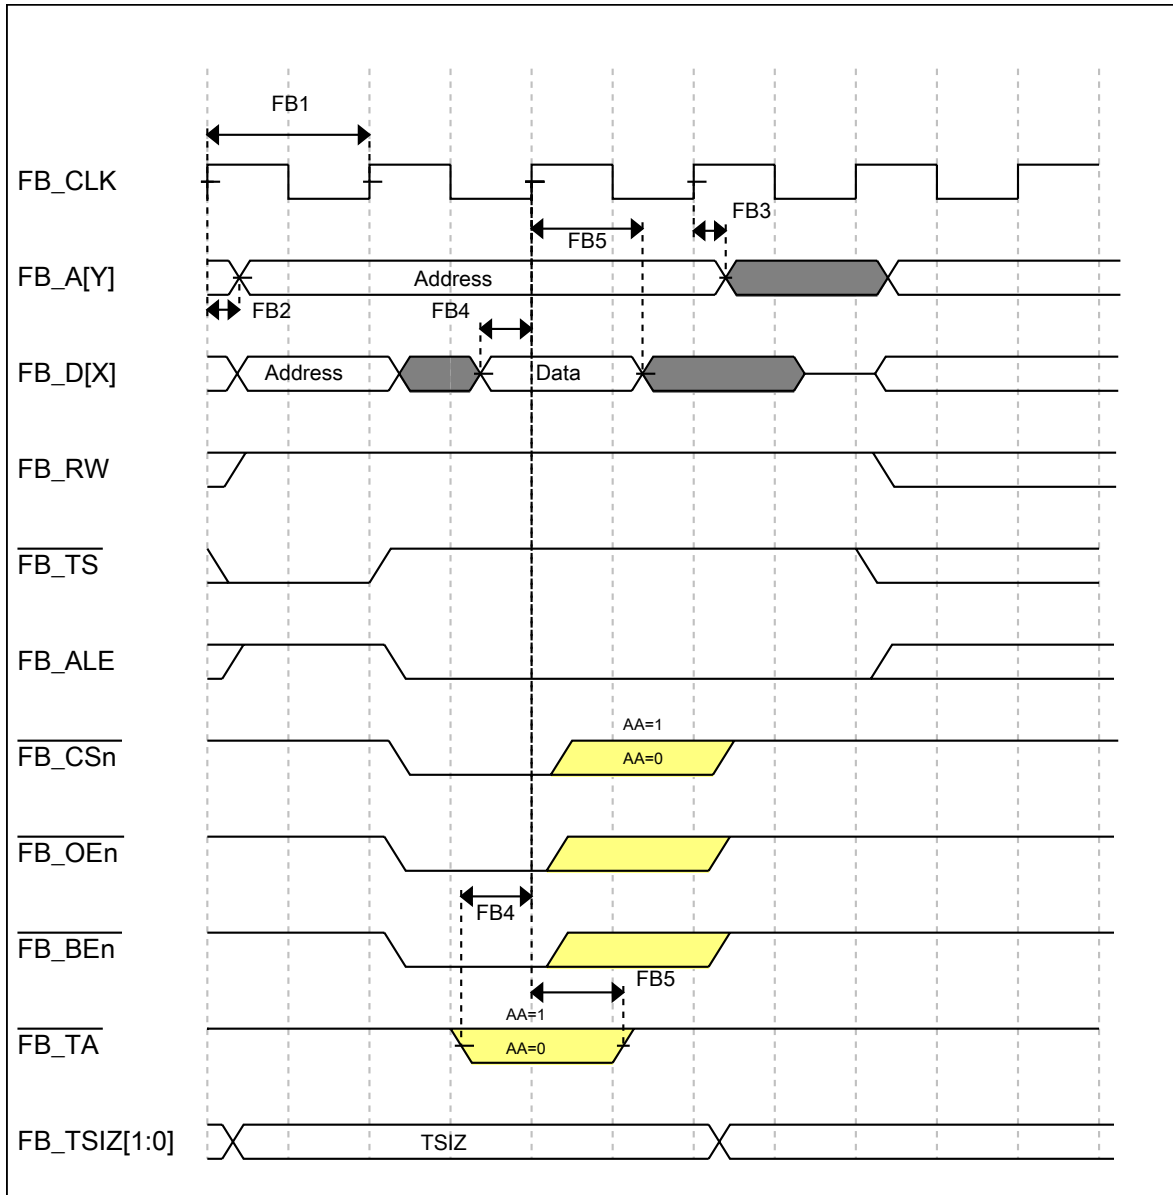 FB1
FB_CLK
FB3
FB5
FB_A[Y]
Address
FB2
FB4
FB_D[X]
Address
Data
FB_RW
FB_TS
FB_ALE
AA=1
FB_CSn
AA=0
FB_OEn
FB4
FB_BEn
FB5
AA=1
FB_TA
AA=0
FB_TSIZ[1:0]
TSIZ